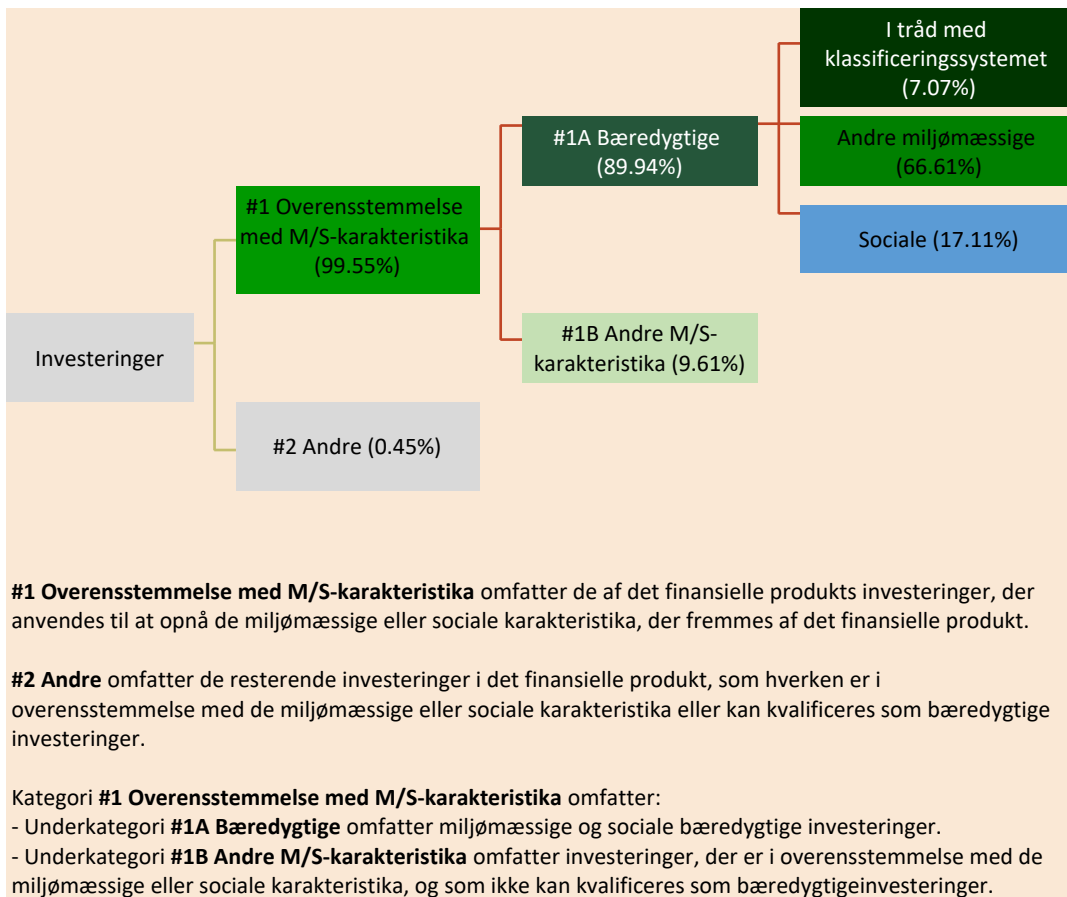 I tråd med
klassificeringssystemet
(7.07%)
#1A Bæredygtige
(89.94%)
Andre miljømæssige
(66.61%)
#1 Overensstemmelse
med M/S-karakteristika
(99.55%)
Sociale (17.11%)
#1B Andre M/S-
karakteristika (9.61%)
Investeringer
#2 Andre (0.45%)
#1 Overensstemmelse med M/S-karakteristika omfatter de af det finansielle produkts investeringer, der
anvendes til at opnå de miljømæssige eller sociale karakteristika, der fremmes af det finansielle produkt.
#2 Andre omfatter de resterende investeringer i det finansielle produkt, som hverken er i
overensstemmelse med de miljømæssige eller sociale karakteristika eller kan kvalificeres som bæredygtige
investeringer.
Kategori #1 Overensstemmelse med M/S-karakteristika omfatter:
- Underkategori #1A Bæredygtige omfatter miljømæssige og sociale bæredygtige investeringer.
- Underkategori #1B Andre M/S-karakteristika omfatter investeringer, der er i overensstemmelse med de
miljømæssige eller sociale karakteristika, og som ikke kan kvalificeres som bæredygtigeinvesteringer.